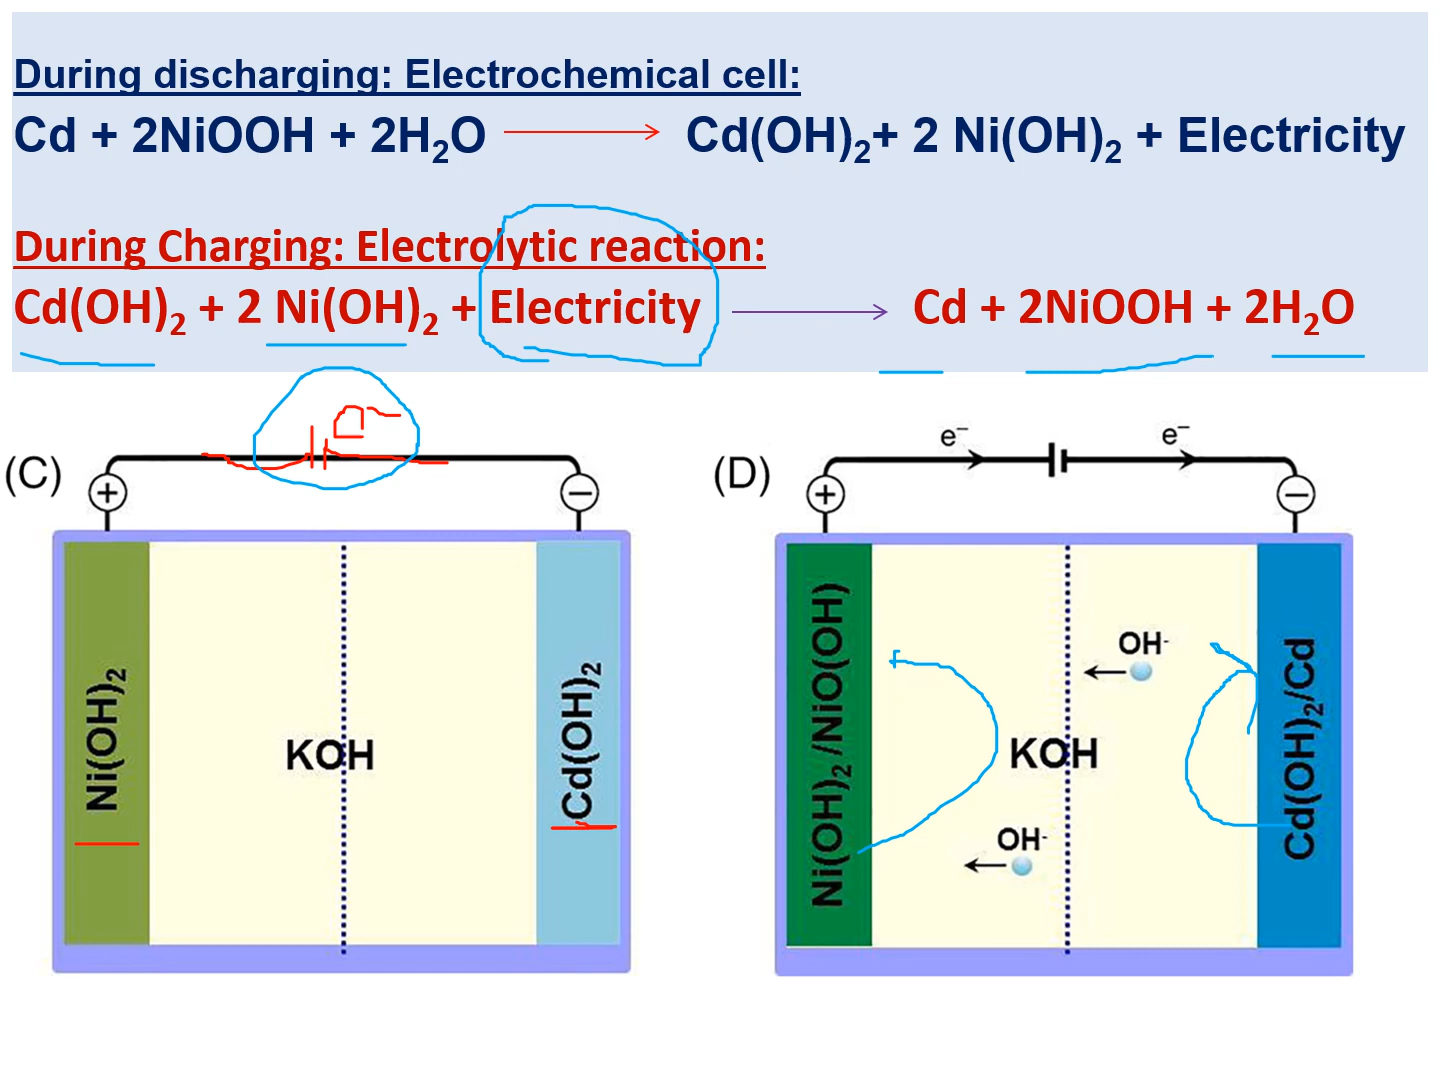 During discharging: Electrochemical cell:
Cd + 2NiOOH + 2H₂O → Cd(OH)₂+ 2 Ni(OH)₂ + Electricity
During Charging: Electrolytic reaction:
Cd(OH)₂ + 2 Ni(OH)₂ + Electricity → Cd + 2NiOOH + 2H₂O
(C)
+
−
Ni(OH)₂
KOH
Cd(OH)₂
(D)
e⁻
e⁻
+
−
Ni(OH)₂/NiO(OH)
OH⁻
KOH
OH⁻
Cd(OH)₂/Cd